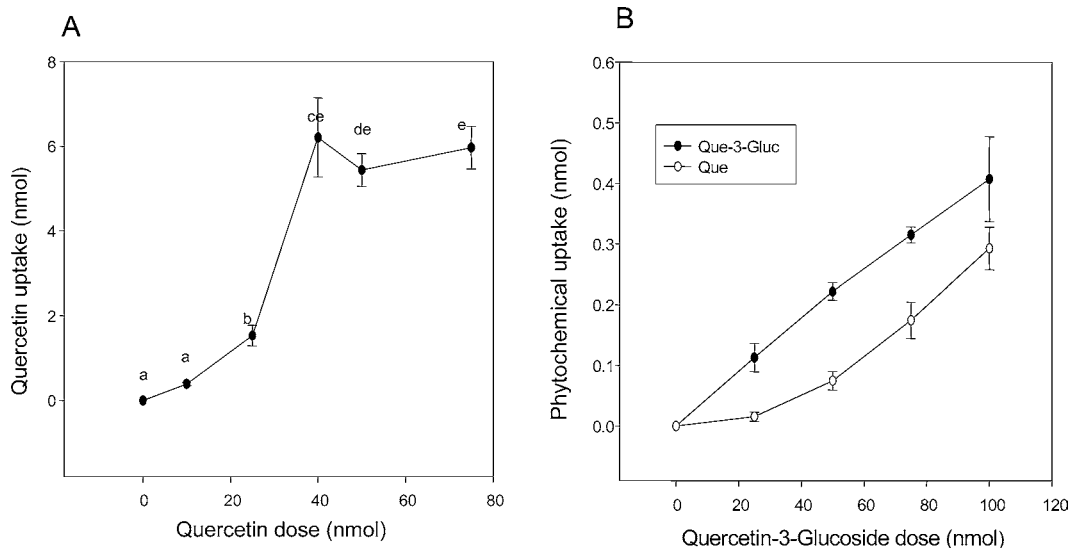 A
Quercetin uptake (nmol)
8
6
4
2
0
a
a
b
ce
de
e
0 20 40 60 80
Quercetin dose (nmol)
B
Phytochemical uptake (nmol)
0.6
0.5
0.4
0.3
0.2
0.1
0.0
Que-3-Gluc
Que
0 20 40 60 80 100 120
Quercetin-3-Glucoside dose (nmol)